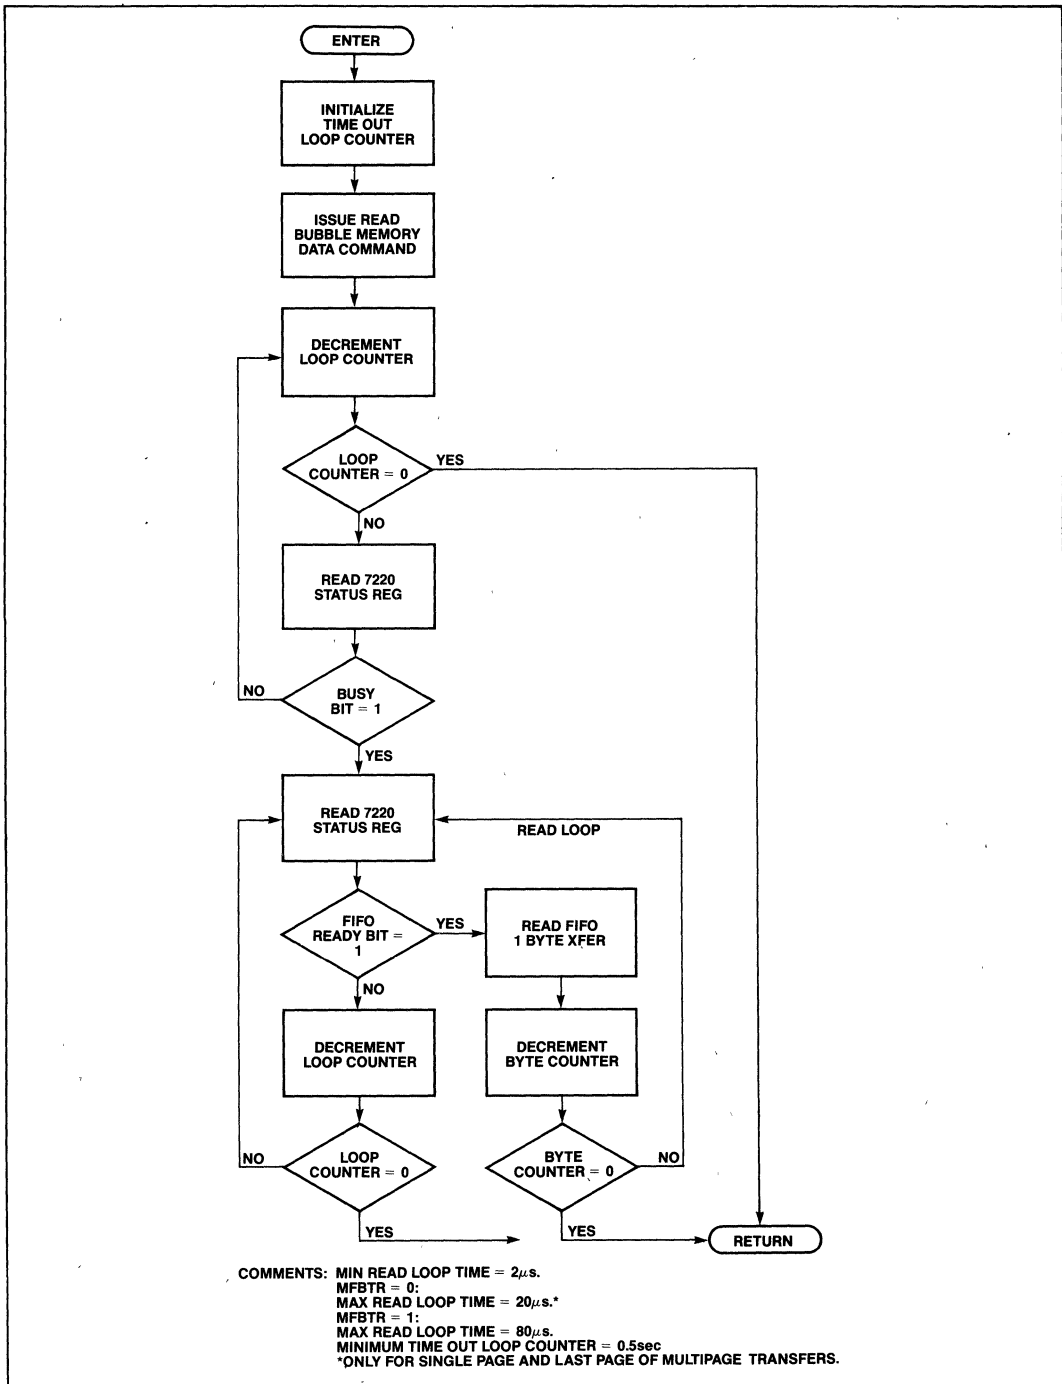 ENTER
INITIALIZE
TIME OUT
LOOP COUNTER
ISSUE READ
BUBBLE MEMORY
DATA COMMAND
DECREMENT
LOOP COUNTER
LOOP
COUNTER = 0
YES
NO
READ 7220
STATUS REG
BUSY
BIT = 1
NO
YES
READ 7220
STATUS REG
READ LOOP
FIFO
READY BIT =
1
YES
READ FIFO
1 BYTE XFER
NO
DECREMENT
LOOP COUNTER
DECREMENT
BYTE COUNTER
LOOP
COUNTER = 0
NO
BYTE
COUNTER = 0
NO
YES
YES
RETURN
COMMENTS: MIN READ LOOP TIME = 2μs.
MFBTR = 0:
MAX READ LOOP TIME = 20μs.*
MFBTR = 1:
MAX READ LOOP TIME = 80μs.
MINIMUM TIME OUT LOOP COUNTER = 0.5sec
*ONLY FOR SINGLE PAGE AND LAST PAGE OF MULTIPAGE TRANSFERS.